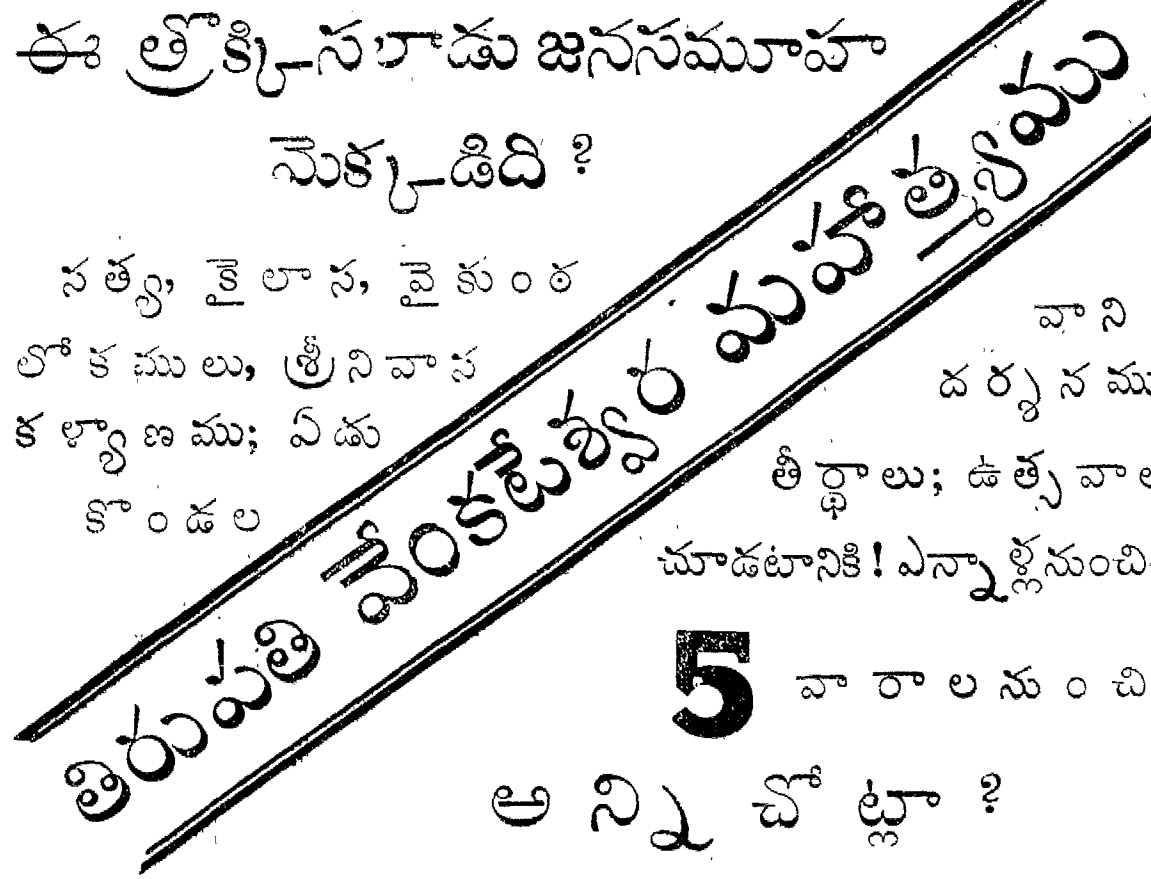 ఈ త్రొక్కిసలాడు జనసమూహ
మెక్కడిది ?
సత్య, కైలాస, వైకుంఠ
లోకములు, శ్రీనివాస
కళ్యాణము; ఏడు
కొండల
తిరుపతి వేంకటేశ్వర మహాత్మ్యము
వాని
దర్శనము
తీర్థాలు; ఉత్సవాల
చూడటానికి! ఎన్నాళ్లనుంచి
5 వారాలనుంచి
అన్నిచోట్లా ?